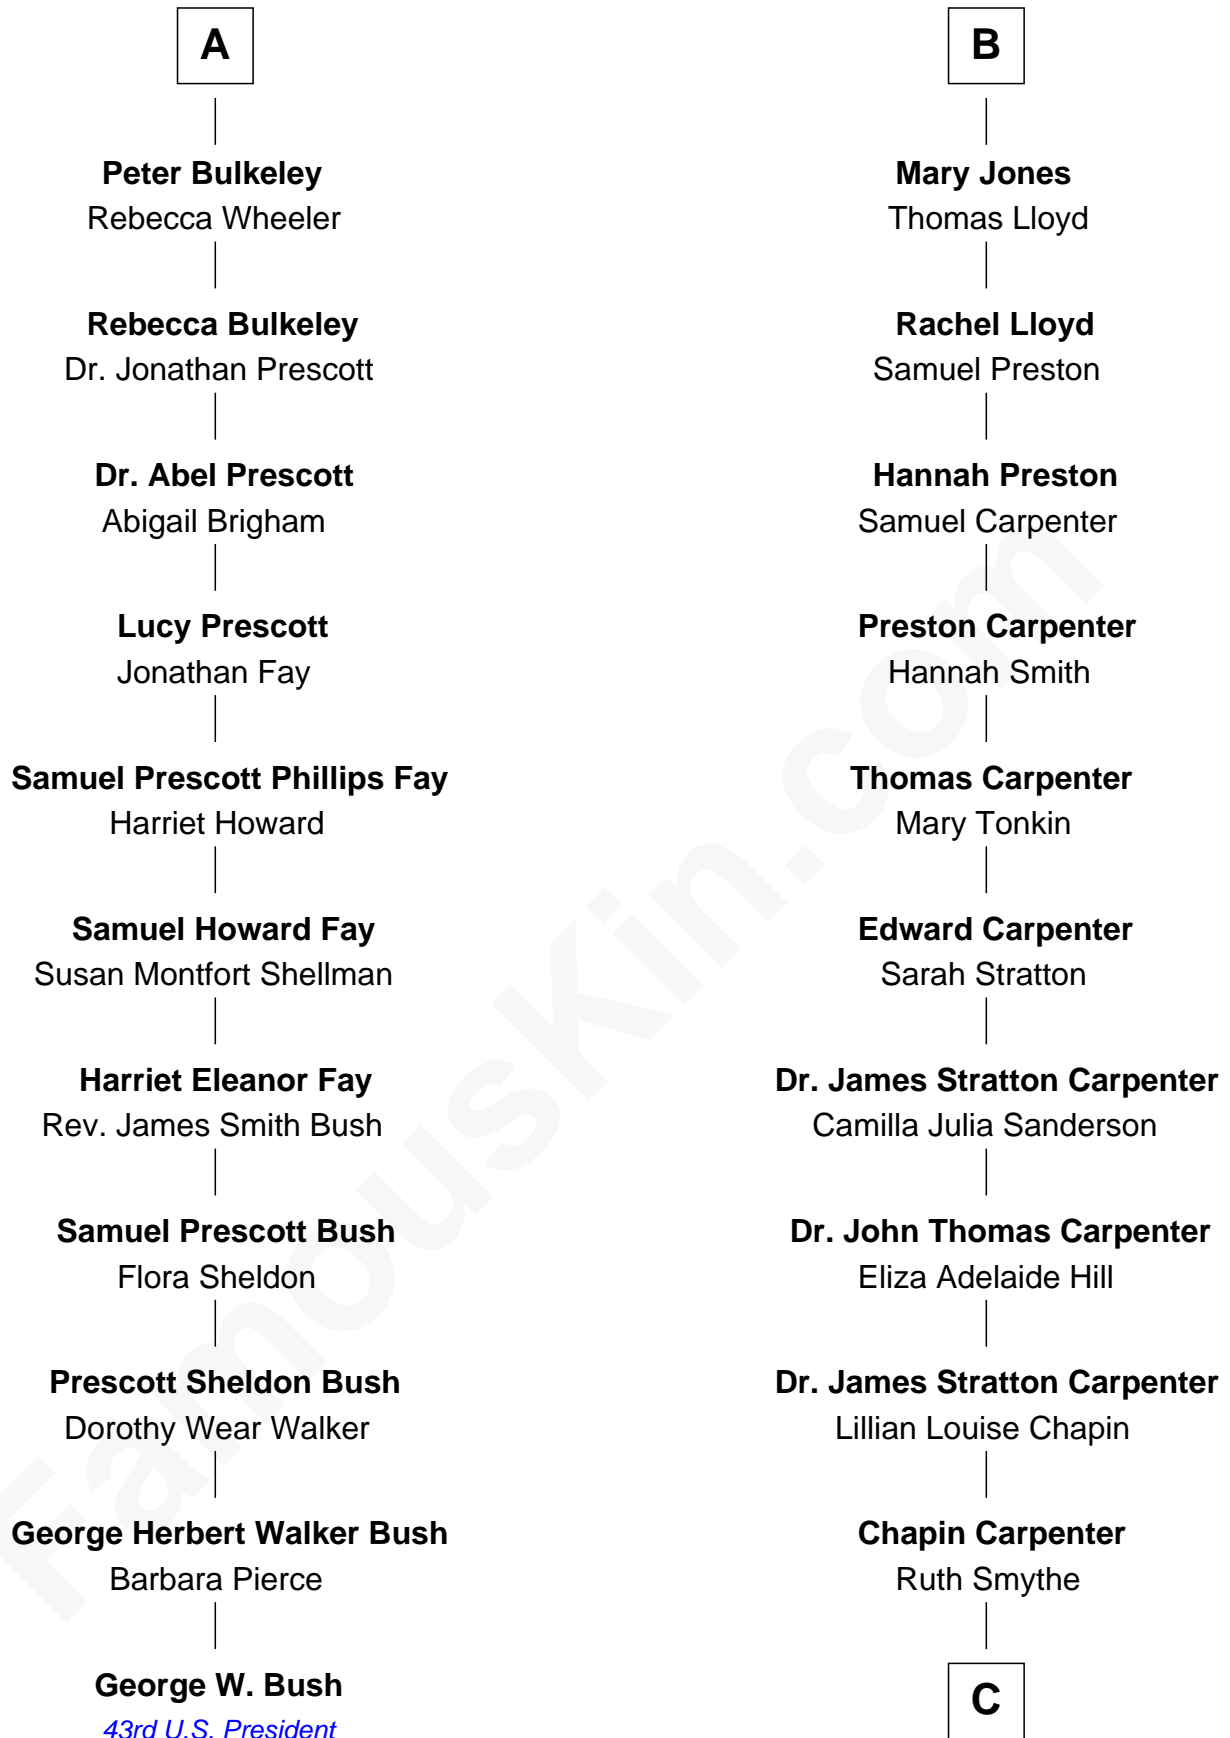 A
Peter Bulkeley
Rebecca Wheeler
Rebecca Bulkeley
Dr. Jonathan Prescott
Dr. Abel Prescott
Abigail Brigham
Lucy Prescott
Jonathan Fay
Samuel Prescott Phillips Fay
Harriet Howard
Samuel Howard Fay
Susan Montfort Shellman
Harriet Eleanor Fay
Rev. James Smith Bush
Samuel Prescott Bush
Flora Sheldon
Prescott Sheldon Bush
Dorothy Wear Walker
George Herbert Walker Bush
Barbara Pierce
George W. Bush
43rd U.S. President
B
Mary Jones
Thomas Lloyd
Rachel Lloyd
Samuel Preston
Hannah Preston
Samuel Carpenter
Preston Carpenter
Hannah Smith
Thomas Carpenter
Mary Tonkin
Edward Carpenter
Sarah Stratton
Dr. James Stratton Carpenter
Camilla Julia Sanderson
Dr. John Thomas Carpenter
Eliza Adelaide Hill
Dr. James Stratton Carpenter
Lillian Louise Chapin
Chapin Carpenter
Ruth Smythe
C
FamousKin.com